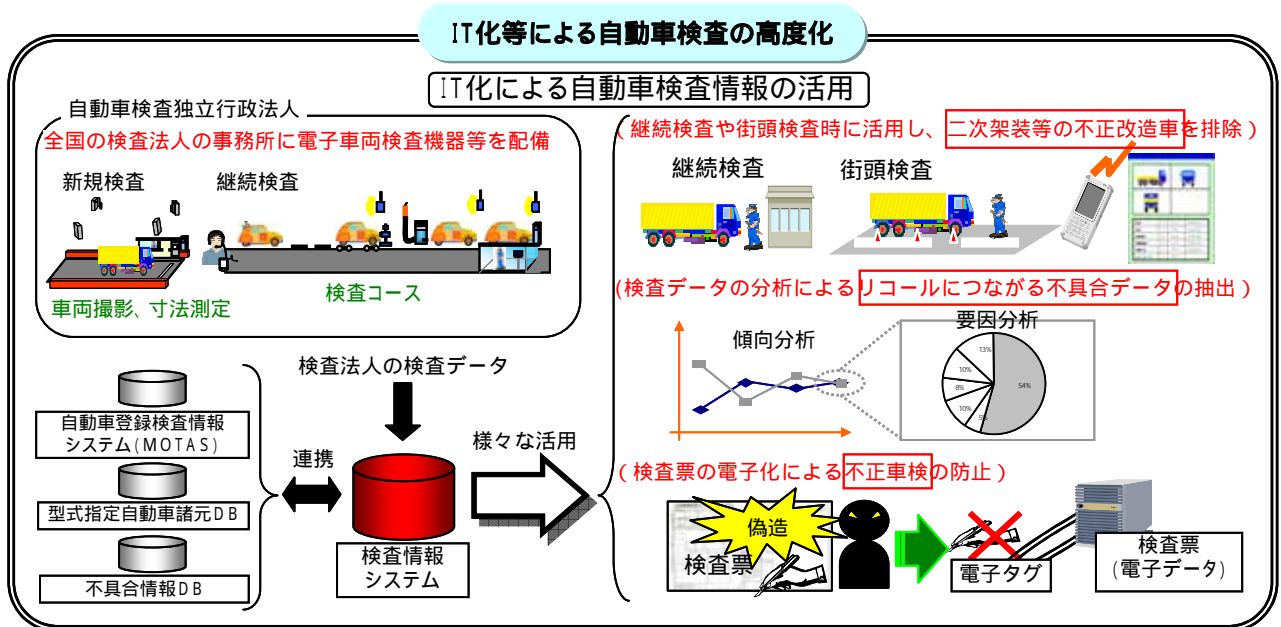 IT化等による自動車検査の高度化
IT化による自動車検査情報の活用
自動車検査独立行政法人
全国の検査法人の事務所に電子車両検査機器等を配備
新規検査
継続検査
車両撮影、寸法測定
検査コース
検査法人の検査データ
自動車登録検査情報
システム(MOTAS)
型式指定自動車諸元DB
不具合情報DB
連携
検査情報
システム
様々な活用
(継続検査や街頭検査時に活用し、二次架装等の不正改造車を排除)
継続検査
街頭検査
(検査データの分析によるリコールにつながる不具合データの抽出)
傾向分析
要因分析
13%
10%
8%
10%
5%
54%
(検査票の電子化による不正車検の防止)
偽造
検査票
電子タグ
検査票
(電子データ)